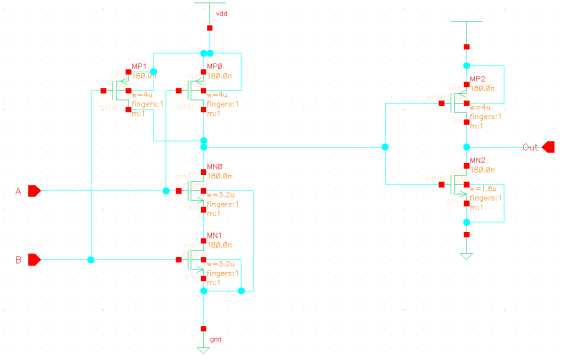 vdd
MP1
180.0n
w=4u
fingers:1
m:1
MP0
180.0n
w=4u
fingers:1
m:1
MP2
180.0n
w=4u
fingers:1
m:1
Out
MN0
180.0n
w=3.2u
fingers:1
m:1
A
MN2
180.0n
w=1.6u
fingers:1
m:1
MN1
180.0n
w=3.2u
fingers:1
m:1
B
gnd